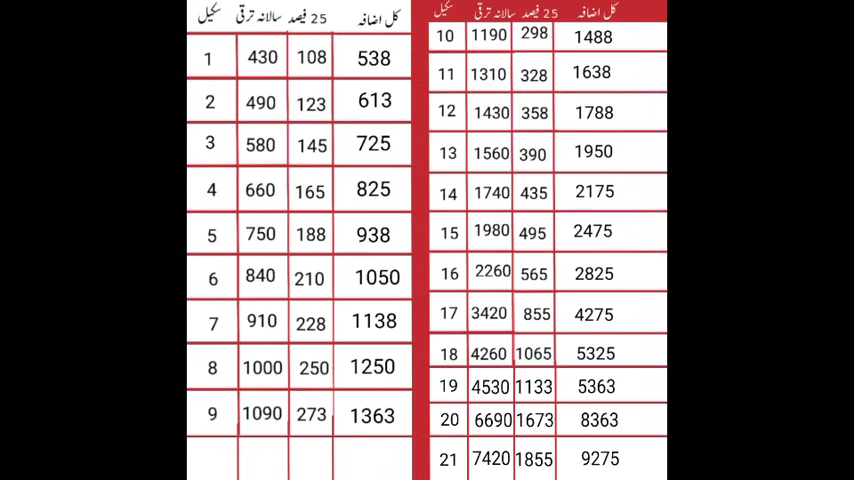 سکیل سالانہ ترقی 25 فیصد کل اضافہ
1 430 108 538
2 490 123 613
3 580 145 725
4 660 165 825
5 750 188 938
6 840 210 1050
7 910 228 1138
8 1000 250 1250
9 1090 273 1363
سکیل سالانہ ترقی 25 فیصد کل اضافہ
10 1190 298 1488
11 1310 328 1638
12 1430 358 1788
13 1560 390 1950
14 1740 435 2175
15 1980 495 2475
16 2260 565 2825
17 3420 855 4275
18 4260 1065 5325
19 4530 1133 5363
20 6690 1673 8363
21 7420 1855 9275